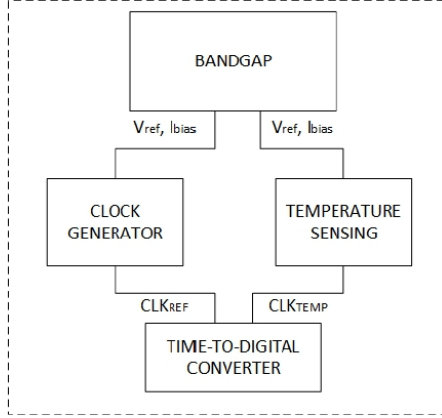 BANDGAP
Vref, Ibias
Vref, Ibias
CLOCK
GENERATOR
TEMPERATURE
SENSING
CLKREF
CLKTEMP
TIME-TO-DIGITAL
CONVERTER